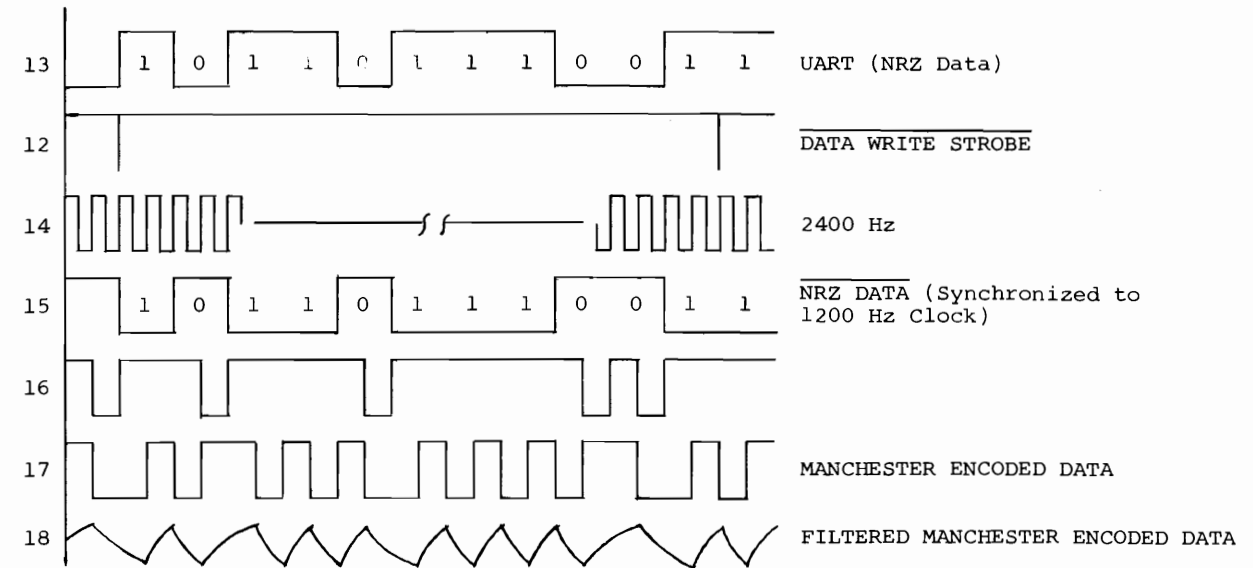 13 1 0 1 1 0 1 1 1 0 0 1 1 UART (NRZ Data)
12 DATA WRITE STROBE
14 2400 Hz
15 1 0 1 1 0 1 1 1 0 0 1 1 NRZ DATA (Synchronized to
1200 Hz Clock)
16
17 MANCHESTER ENCODED DATA
18 FILTERED MANCHESTER ENCODED DATA